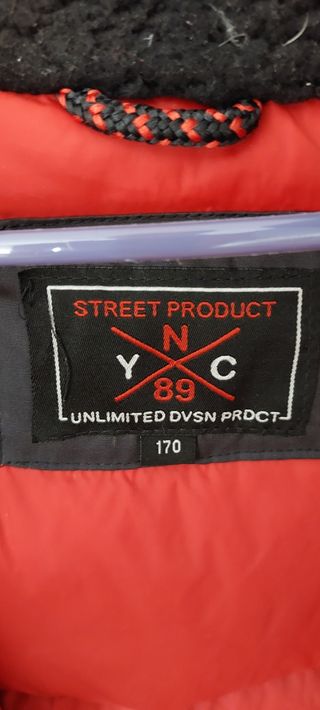 STREET PRODUCT
N
Y C
89
UNLIMITED DVSN PRDCT
170